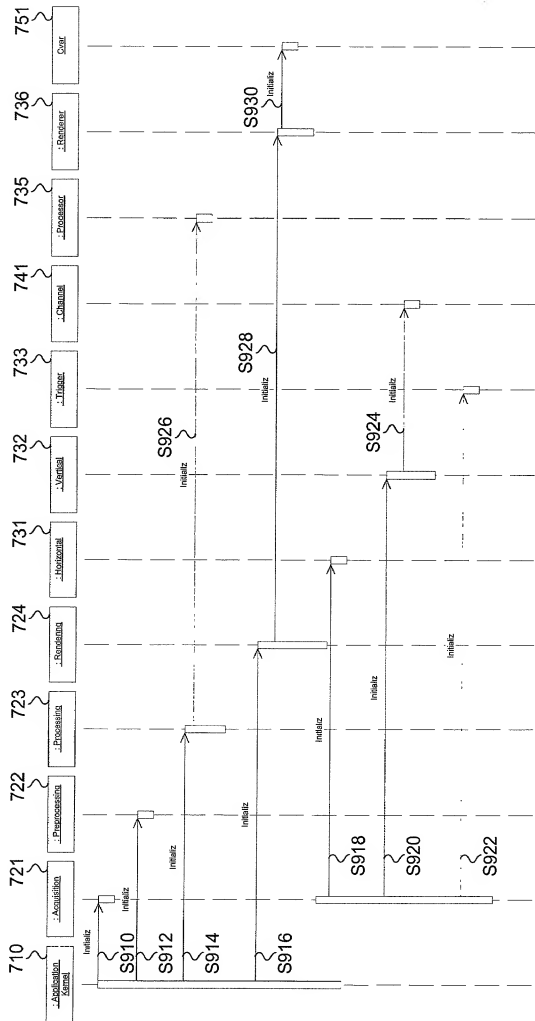 710
: Application
Kernel
721
: Acquisition
722
: Preprocessing
723
: Processing
724
: Rendering
731
: Horizontal
732
: Vertical
733
: Trigger
741
: Channel
735
: Processor
736
: Renderer
751
Cvar
Initializ
S910
Initializ
S912
Initializ
S914
Initializ
S916
Initializ
S918
Initializ
S920
Initializ
S922
Initializ
S924
Initializ
S926
Initializ
S928
Initializ
S930